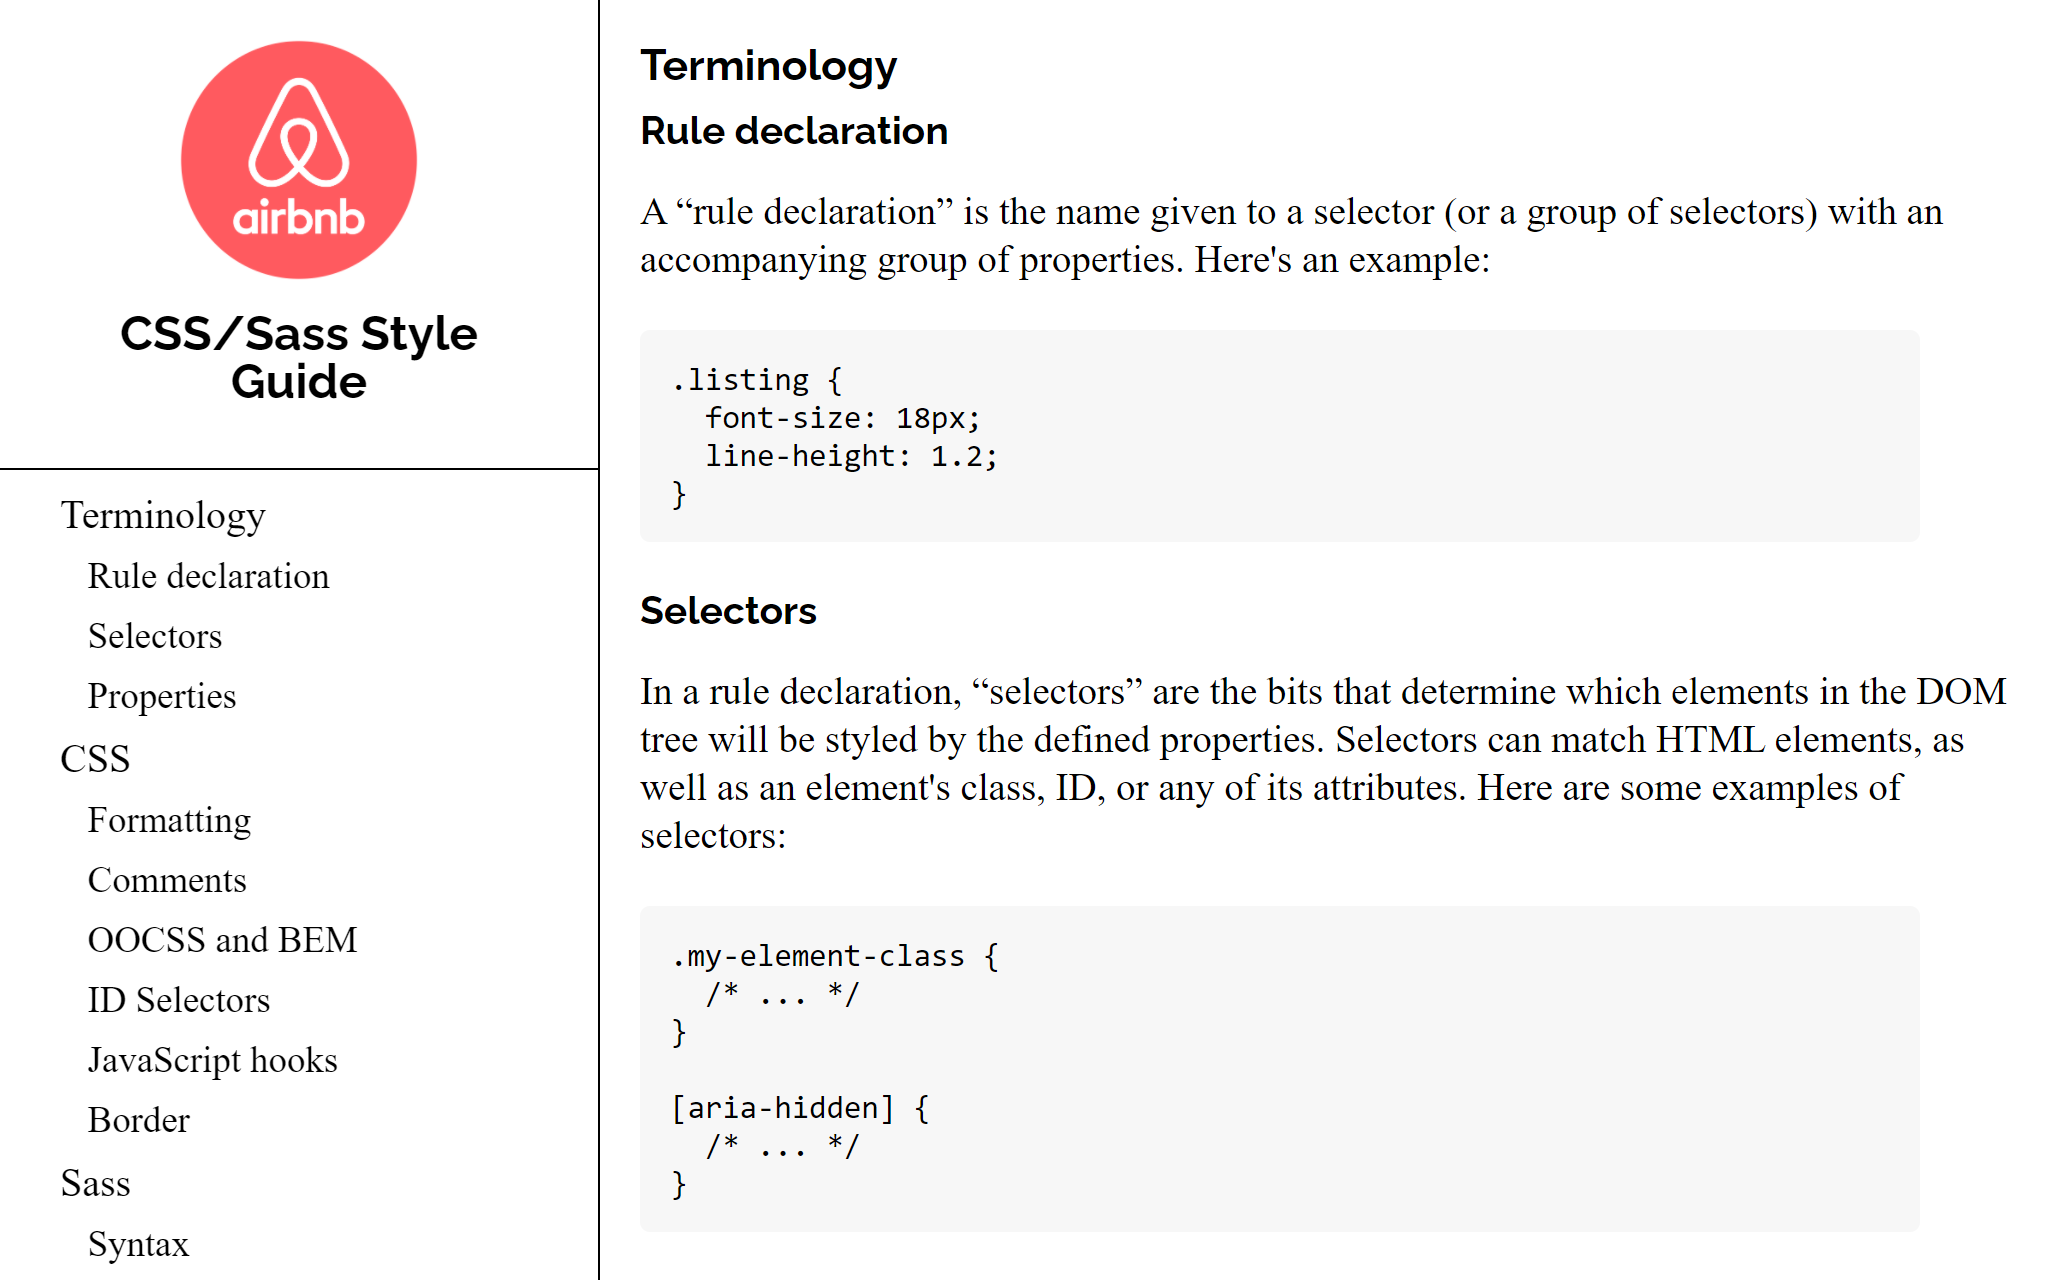 airbnb
CSS/Sass Style
Guide
Terminology
Rule declaration
Selectors
Properties
CSS
Formatting
Comments
OOCSS and BEM
ID Selectors
JavaScript hooks
Border
Sass
Syntax
Terminology
Rule declaration
A “rule declaration” is the name given to a selector (or a group of selectors) with an
accompanying group of properties. Here's an example:
.listing {
  font-size: 18px;
  line-height: 1.2;
}
Selectors
In a rule declaration, “selectors” are the bits that determine which elements in the DOM
tree will be styled by the defined properties. Selectors can match HTML elements, as
well as an element's class, ID, or any of its attributes. Here are some examples of
selectors:
.my-element-class {
  /* ... */
}
[aria-hidden] {
  /* ... */
}